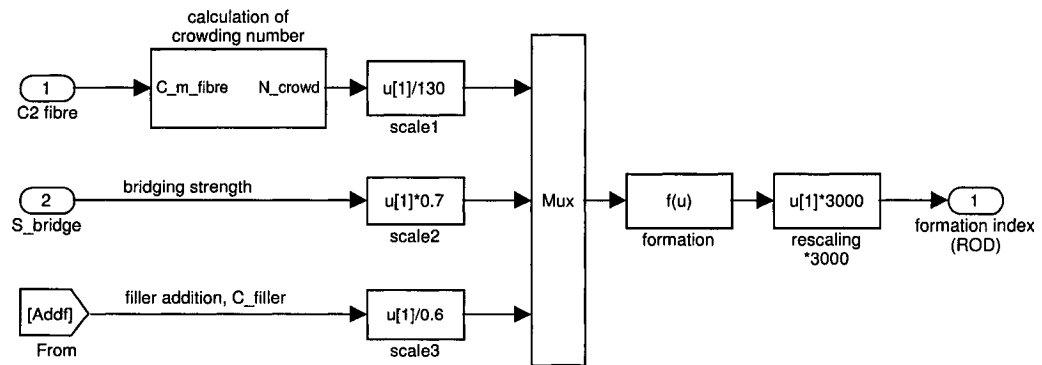 calculation of
crowding number
1
C_m_fibre
N_crowd
u[1]/130
C2 fibre
scale1
2
bridging strength
u[1]*0.7
S_bridge
scale2
Mux
f(u)
u[1]*3000
1
formation
rescaling
*3000
formation index
(ROD)
[Addf]
filler addition, C_filler
u[1]/0.6
From
scale3